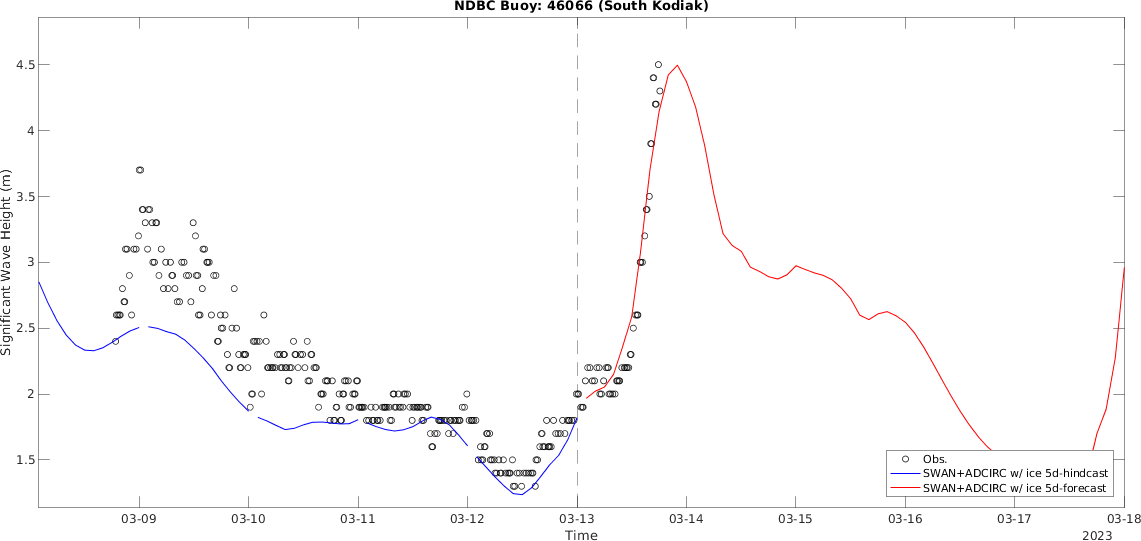 NDBC Buoy: 46066 (South Kodiak)
Significant Wave Height (m)
4.5
4
3.5
3
2.5
2
1.5
Obs.
SWAN+ADCIRC w/ ice 5d-hindcast
SWAN+ADCIRC w/ ice 5d-forecast
03-09 03-10 03-11 03-12 03-13 03-14 03-15 03-16 03-17 03-18
Time
2023